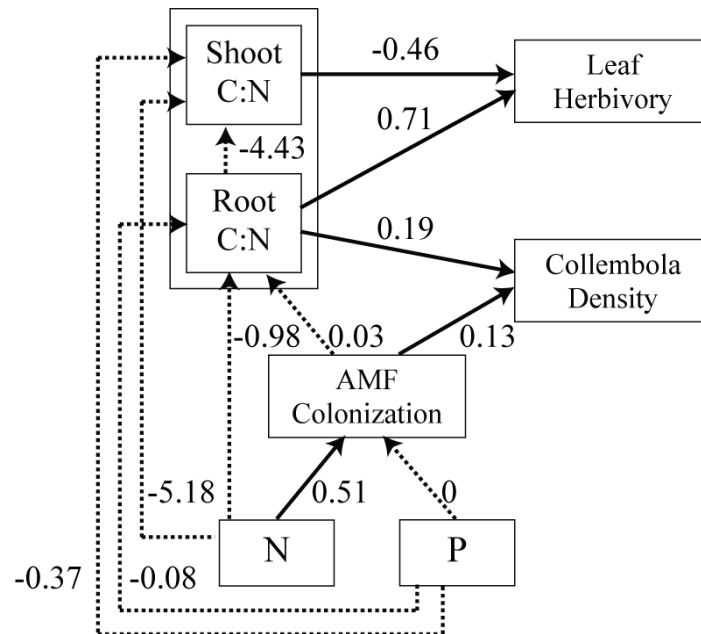 Shoot
C:N
-0.46
Leaf
Herbivory
0.71
-4.43
Root
C:N
0.19
Collembola
Density
-0.98
0.03
0.13
AMF
Colonization
-5.18
0.51
0
N
P
-0.37
-0.08